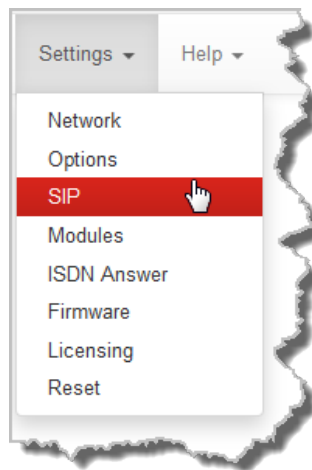 Settings Help
Network
Options
SIP
Modules
ISDN Answer
Firmware
Licensing
Reset